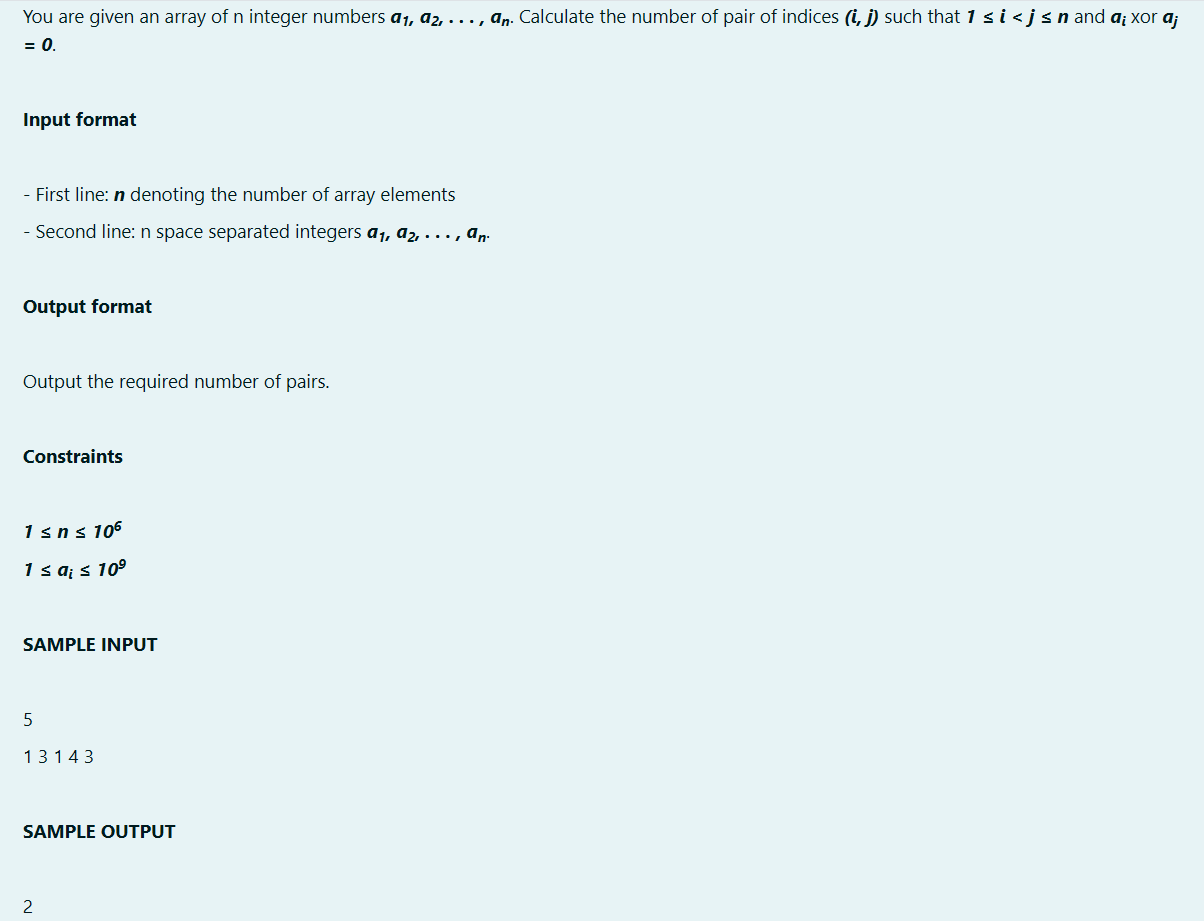 You are given an array of n integer numbers a₁, a₂, . . . , aₙ. Calculate the number of pair of indices (i, j) such that 1 ≤ i < j ≤ n and aᵢ xor aⱼ
= 0.
Input format
- First line: n denoting the number of array elements
- Second line: n space separated integers a₁, a₂, . . . , aₙ.
Output format
Output the required number of pairs.
Constraints
1 ≤ n ≤ 10⁶
1 ≤ aᵢ ≤ 10⁹
SAMPLE INPUT
5
1 3 1 4 3
SAMPLE OUTPUT
2